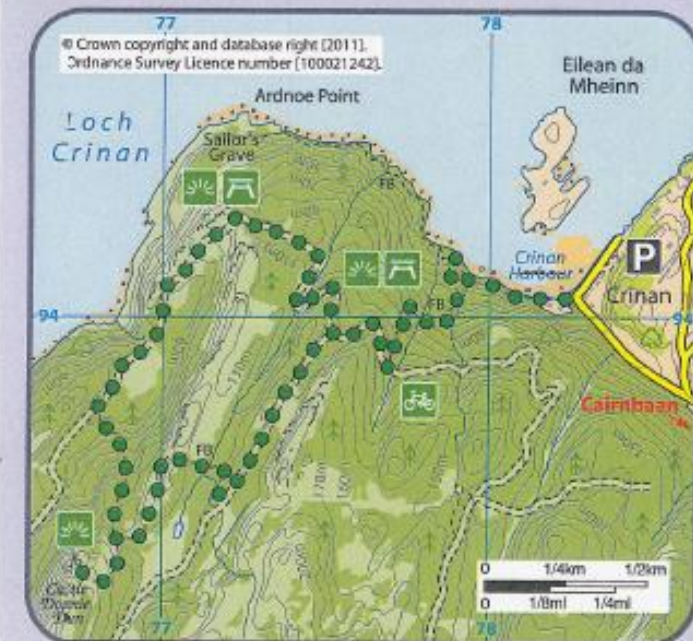 77
78
© Crown copyright and database right [2011].
Ordnance Survey Licence number [100021242].
Eilean da
Mheinn
Ardnoe Point
Loch
Crinan
Sailor's
Grave
FB
Crinan
Harbour
P
Crinan
94
FB
94
Cairnbaan
FB
0 1/4km 1/2km
0 1/8ml 1/4ml
77
78